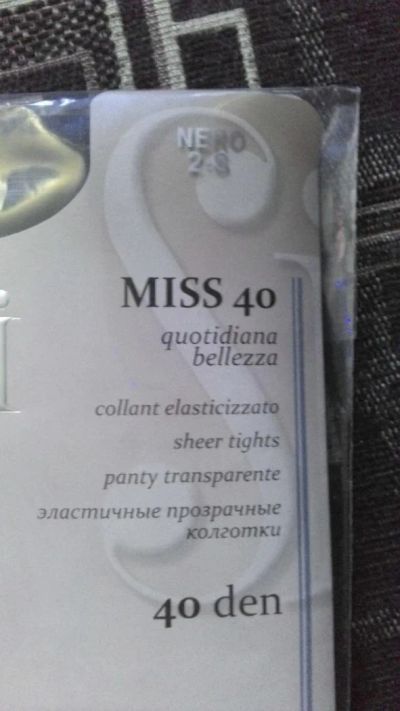 NERO
2-S
MISS 40
quotidiana
bellezza
collant elasticizzato
sheer tights
panty transparente
эластичные прозрачные
колготки
40 den